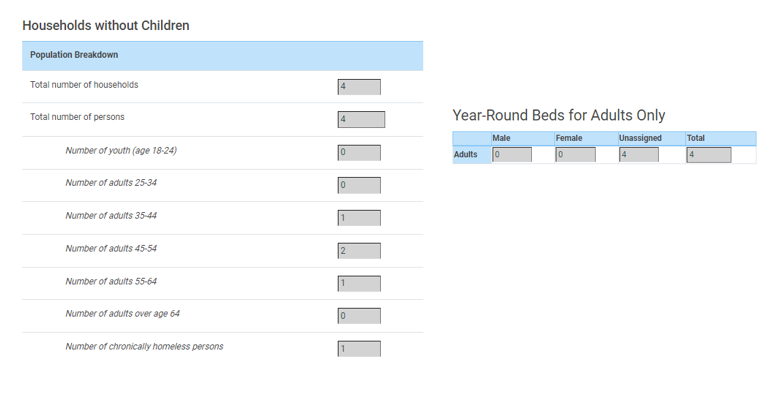 Households without Children
Population Breakdown
Total number of households 4
Total number of persons 4
Number of youth (age 18-24) 0
Number of adults 25-34 0
Number of adults 35-44 1
Number of adults 45-54 2
Number of adults 55-64 1
Number of adults over age 64 0
Number of chronically homeless persons 1
Year-Round Beds for Adults Only
Male Female Unassigned Total
Adults 0 0 4 4